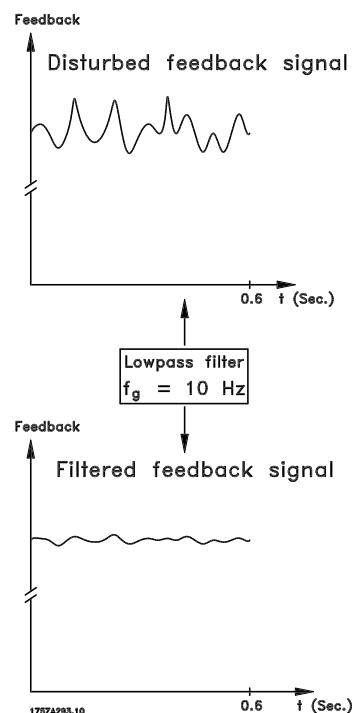 Feedback
Disturbed feedback signal
0.6 t (Sec.)
Lowpass filter
fg = 10 Hz
Feedback
Filtered feedback signal
0.6 t (Sec.)
175ZA293.10